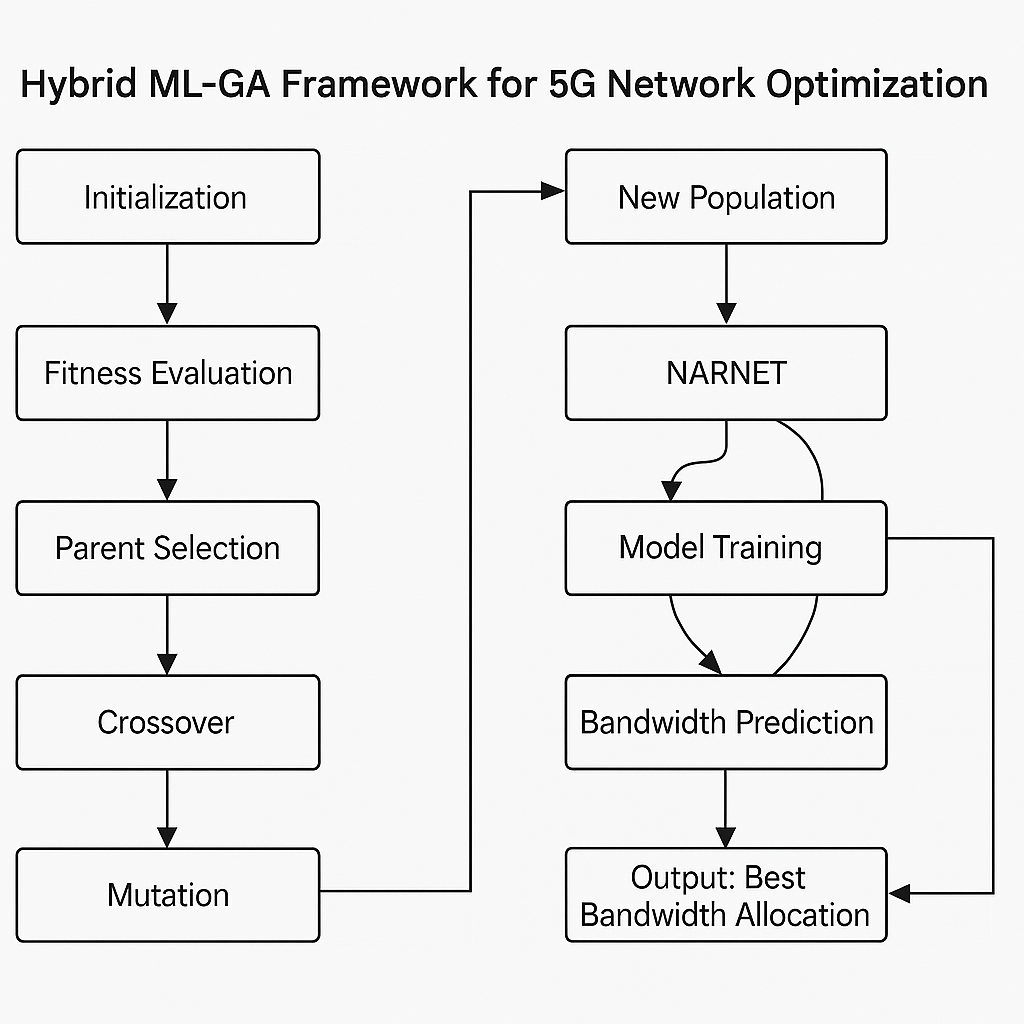 Hybrid ML-GA Framework for 5G Network Optimization
Initialization
Fitness Evaluation
Parent Selection
Crossover
Mutation
New Population
NARNET
Model Training
Bandwidth Prediction
Output: Best
Bandwidth Allocation